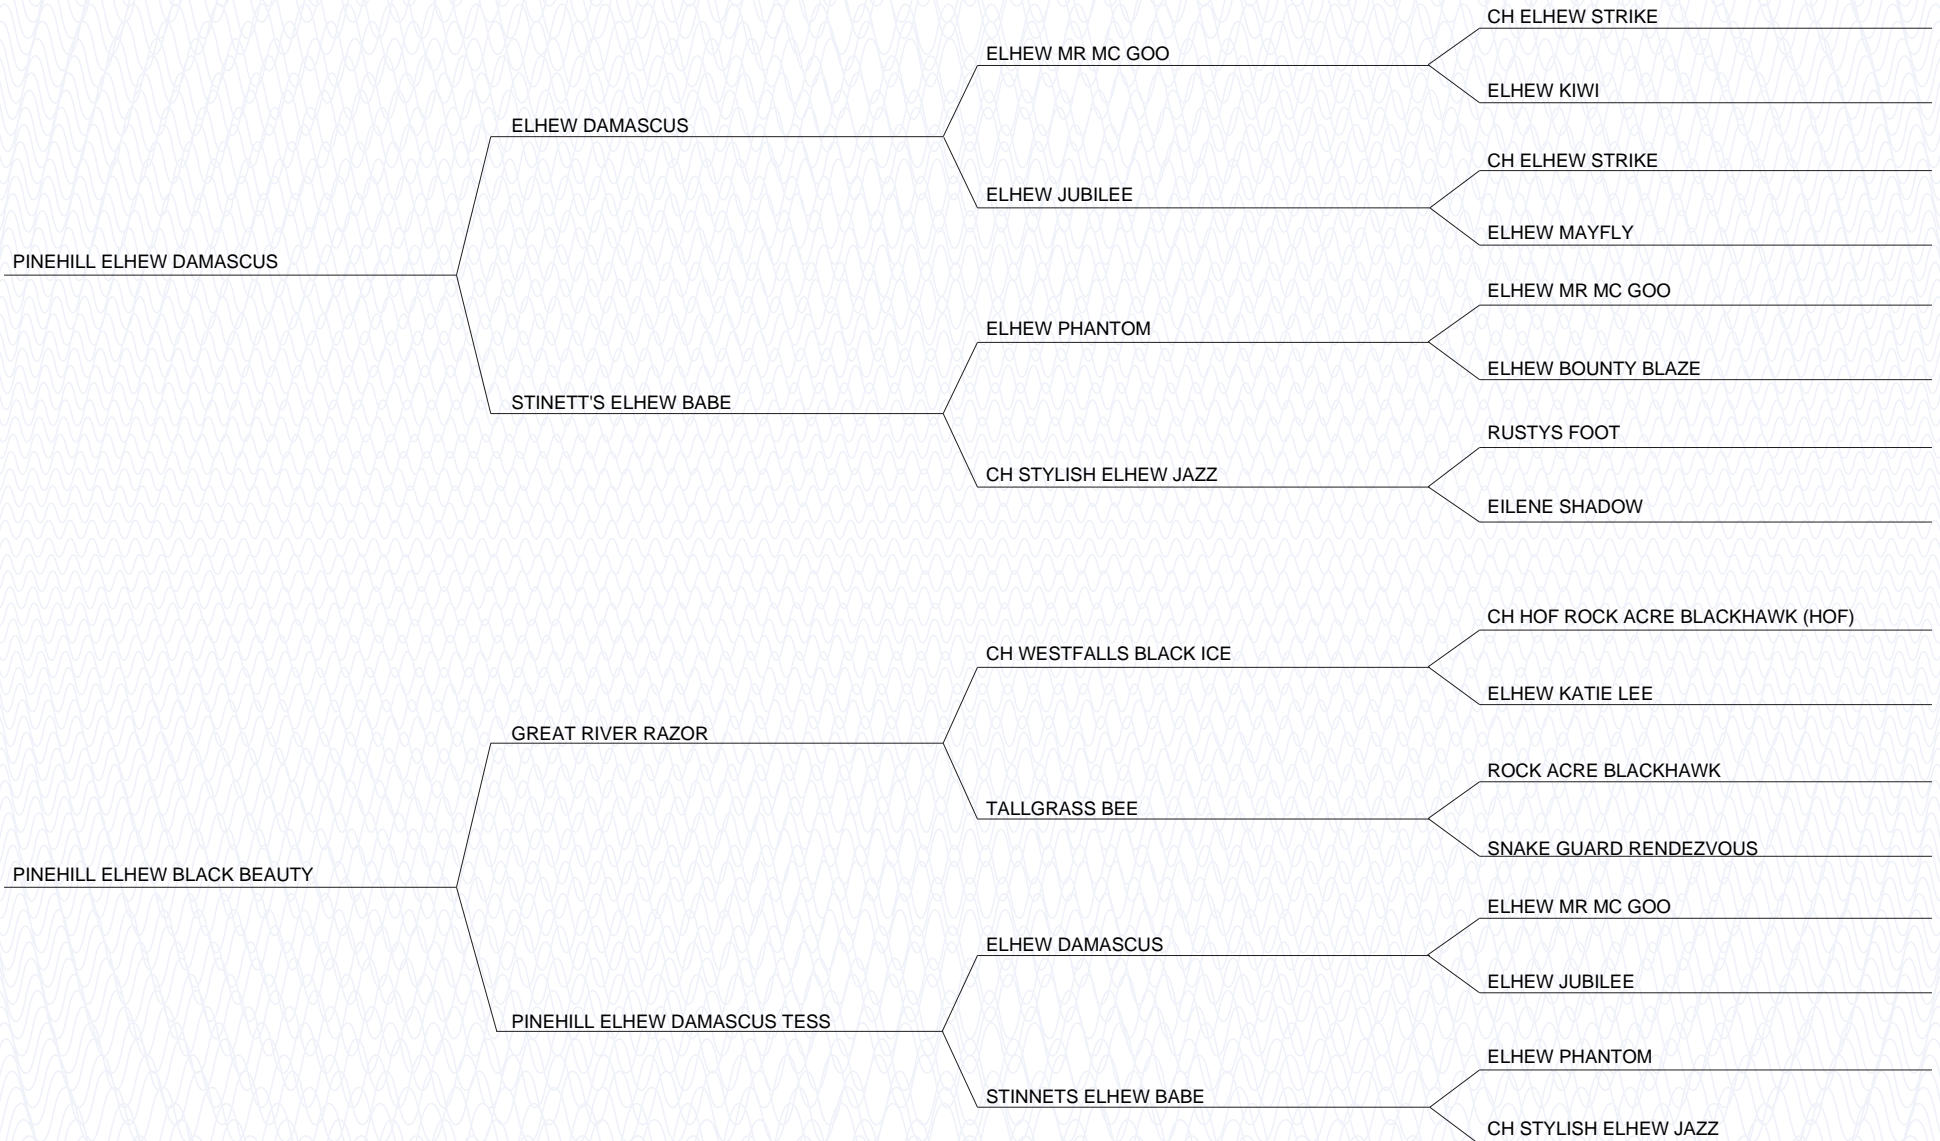 CH ELHEW STRIKE
ELHEW MR MC GOO
ELHEW KIWI
ELHEW DAMASCUS
CH ELHEW STRIKE
ELHEW JUBILEE
ELHEW MAYFLY
PINEHILL ELHEW DAMASCUS
ELHEW MR MC GOO
ELHEW PHANTOM
ELHEW BOUNTY BLAZE
STINETT'S ELHEW BABE
RUSTYS FOOT
CH STYLISH ELHEW JAZZ
EILENE SHADOW
CH HOF ROCK ACRE BLACKHAWK (HOF)
CH WESTFALLS BLACK ICE
ELHEW KATIE LEE
GREAT RIVER RAZOR
ROCK ACRE BLACKHAWK
TALLGRASS BEE
SNAKE GUARD RENDEZVOUS
PINEHILL ELHEW BLACK BEAUTY
ELHEW MR MC GOO
ELHEW DAMASCUS
ELHEW JUBILEE
PINEHILL ELHEW DAMASCUS TESS
ELHEW PHANTOM
STINNETS ELHEW BABE
CH STYLISH ELHEW JAZZ